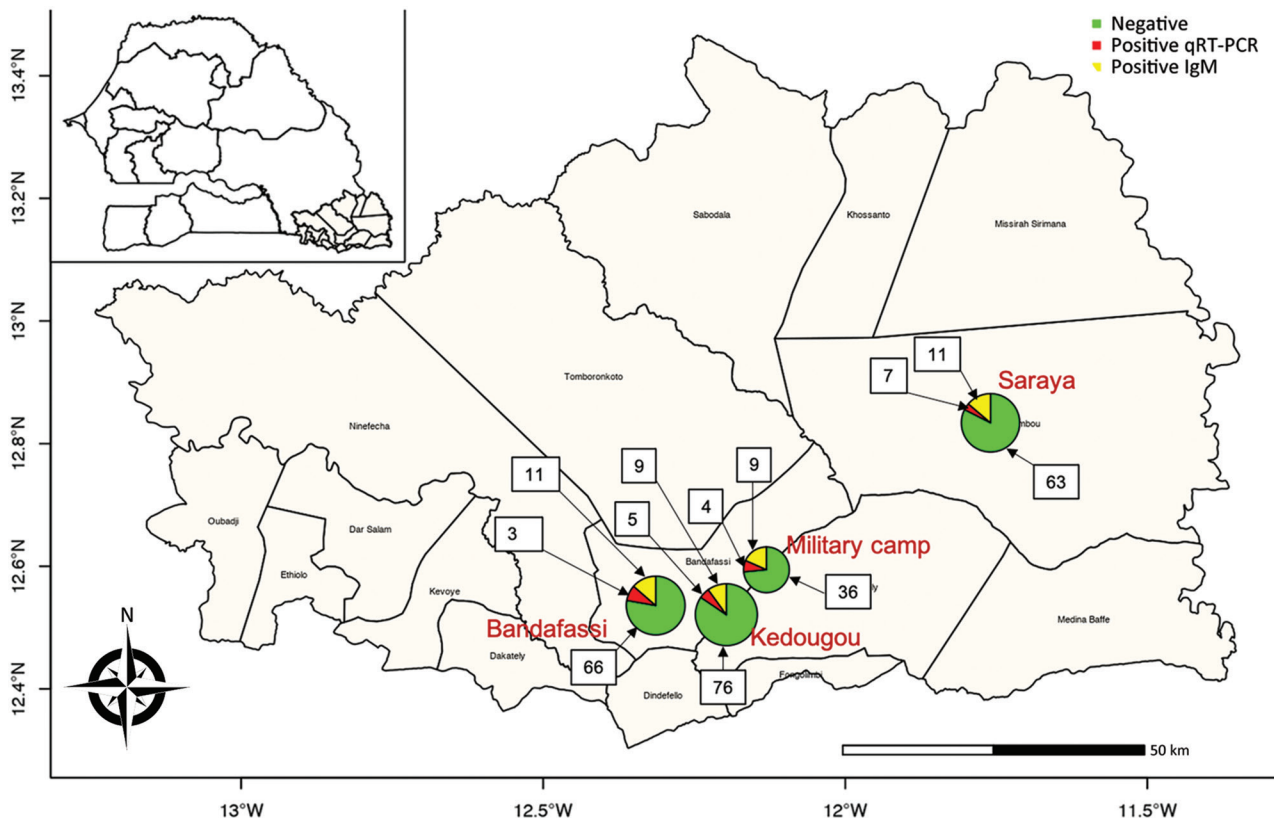 Negative
Positive qRT-PCR
Positive IgM
13.4°N
13.2°N
13°N
12.8°N
12.6°N
12.4°N
Sabodala
Khossanto
Missirah Sirimana
Tomboronkoto
Ninefecha
11
7
Saraya
mbou
63
Oubadji
Dar Salam
Ethiolo
Kevoye
11
3
9
5
4
9
Bandafassi
Military camp
36
ly
Bandafassi
Kedougou
Dakately
66
76
Dindefello
Fongolimbi
Medina Baffe
N
50 km
13°W
12.5°W
12°W
11.5°W